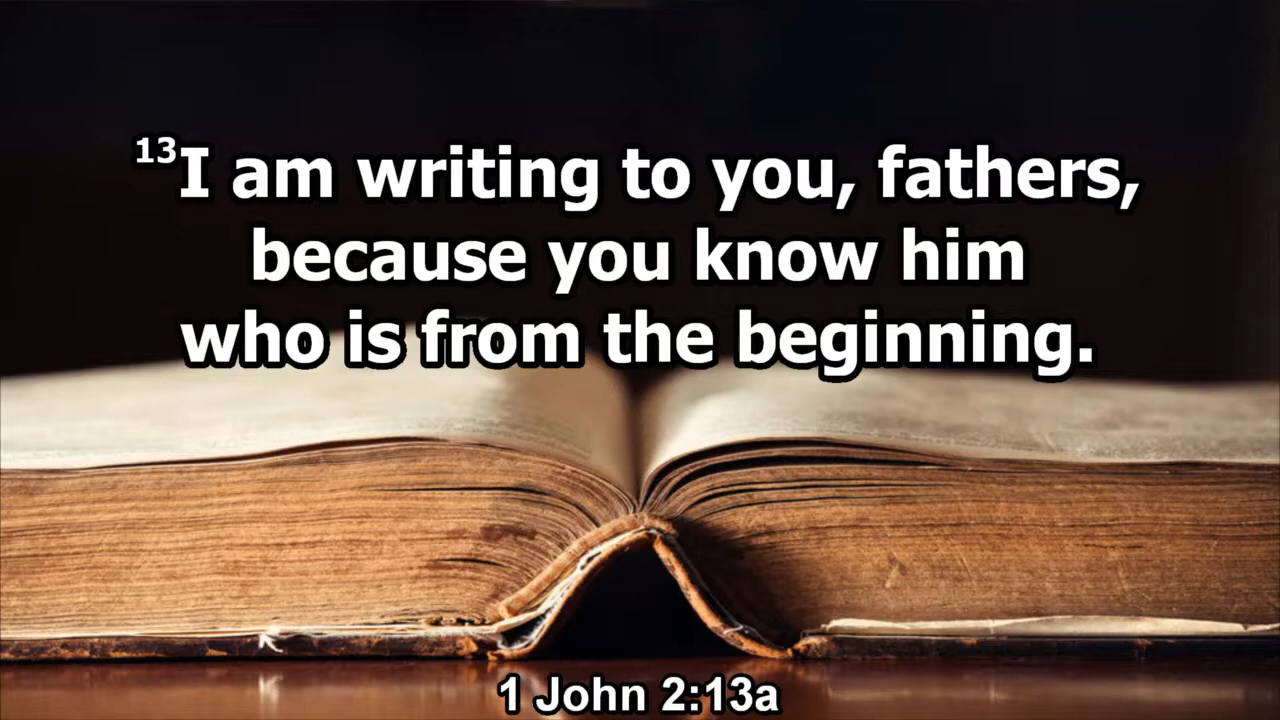 13I am writing to you, fathers,
because you know him
who is from the beginning.
1 John 2:13a